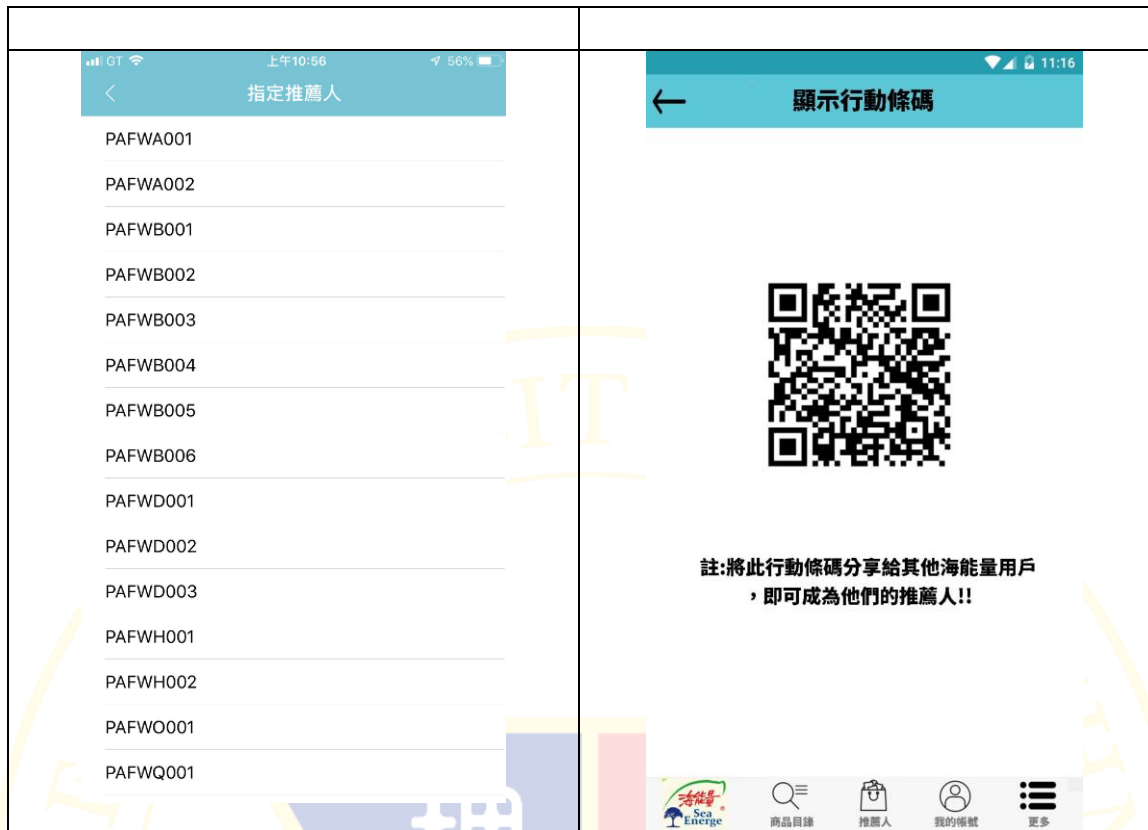 GT 上午10:56 56%
指定推薦人
PAFWA001
PAFWA002
PAFWB001
PAFWB002
PAFWB003
PAFWB004
PAFWB005
PAFWB006
PAFWD001
PAFWD002
PAFWD003
PAFWH001
PAFWH002
PAFWO001
PAFWQ001
11:16
顯示行動條碼
註:將此行動條碼分享給其他海能量用戶
，即可成為他們的推薦人!!
海能量
Sea
Energe
商品目錄
推薦人
我的帳號
更多
IT